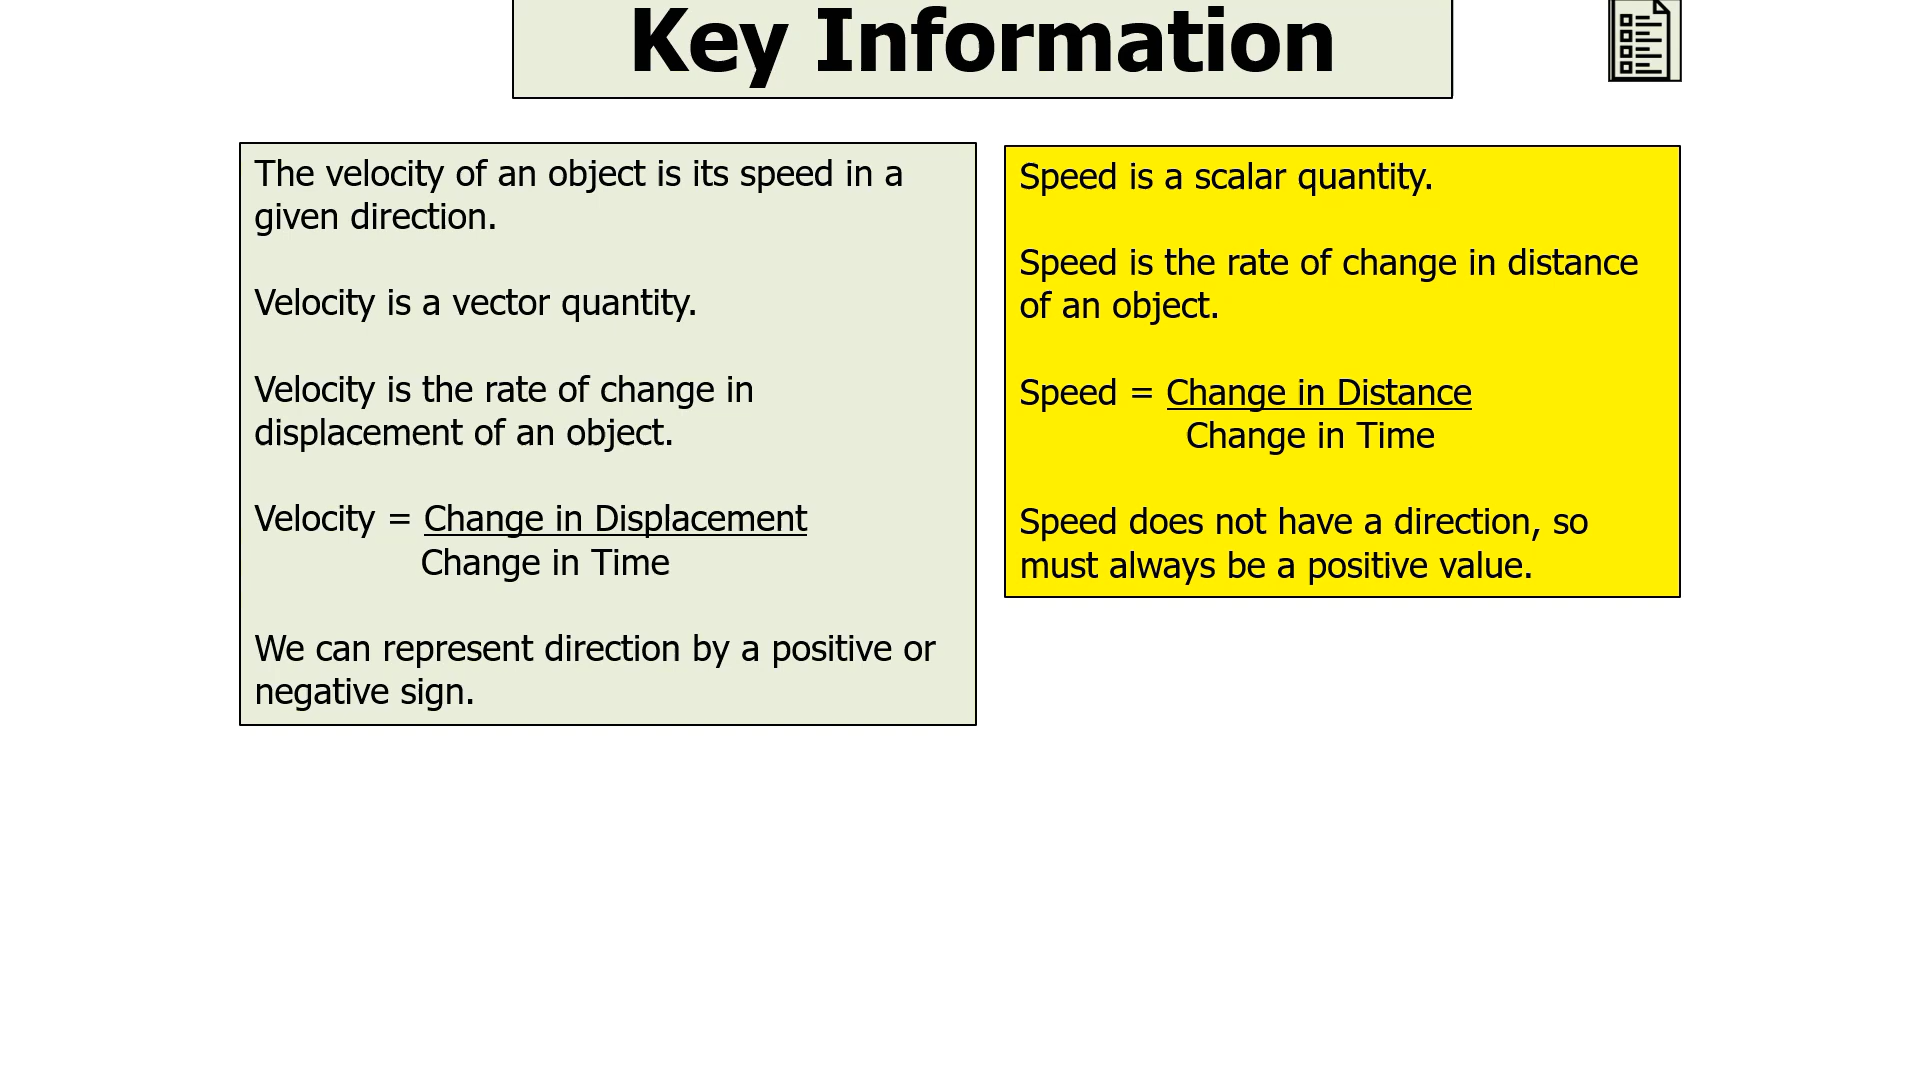 Key Information
The velocity of an object is its speed in a
given direction.
Velocity is a vector quantity.
Velocity is the rate of change in
displacement of an object.
Velocity = Change in Displacement
Change in Time
We can represent direction by a positive or
negative sign.
Speed is a scalar quantity.
Speed is the rate of change in distance
of an object.
Speed = Change in Distance
Change in Time
Speed does not have a direction, so
must always be a positive value.